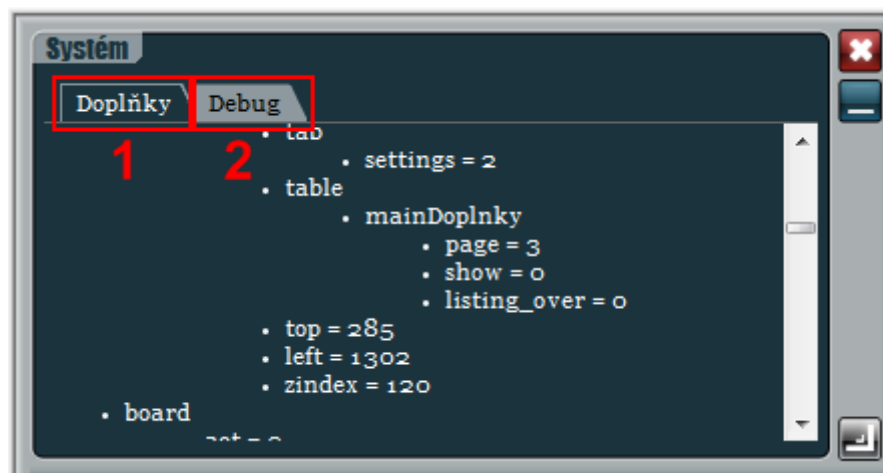 Systém
Doplňky Debug
1 2
• tab
• settings = 2
• table
• mainDoplnky
• page = 3
• show = 0
• listing_over = 0
• top = 285
• left = 1302
• zindex = 120
• board